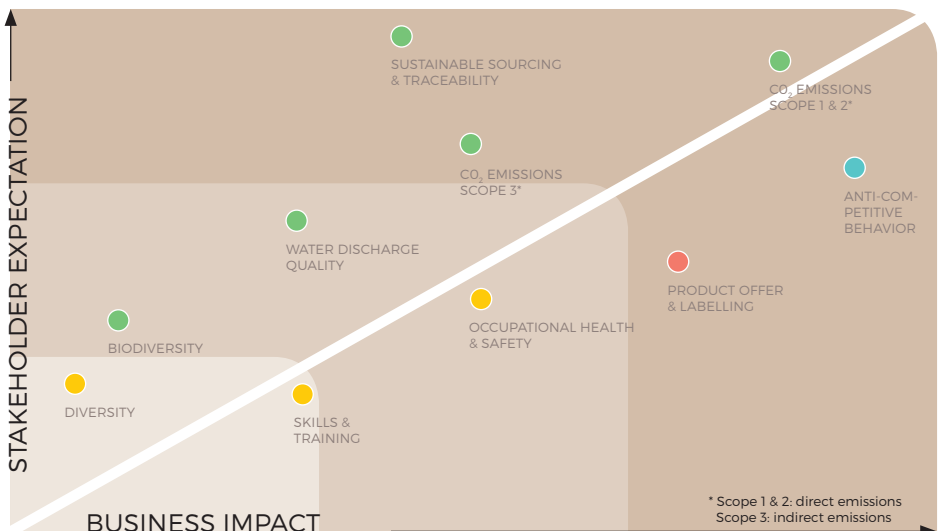 STAKEHOLDER EXPECTATION
SUSTAINABLE SOURCING
& TRACEABILITY
C0₂ EMISSIONS
SCOPE 1 & 2*
C0₂ EMISSIONS
SCOPE 3*
ANTI-COM-
PETITIVE
BEHAVIOR
WATER DISCHARGE
QUALITY
PRODUCT OFFER
& LABELLING
OCCUPATIONAL HEALTH
& SAFETY
BIODIVERSITY
DIVERSITY
SKILLS &
TRAINING
BUSINESS IMPACT
* Scope 1 & 2: direct emissions
Scope 3: indirect emissions